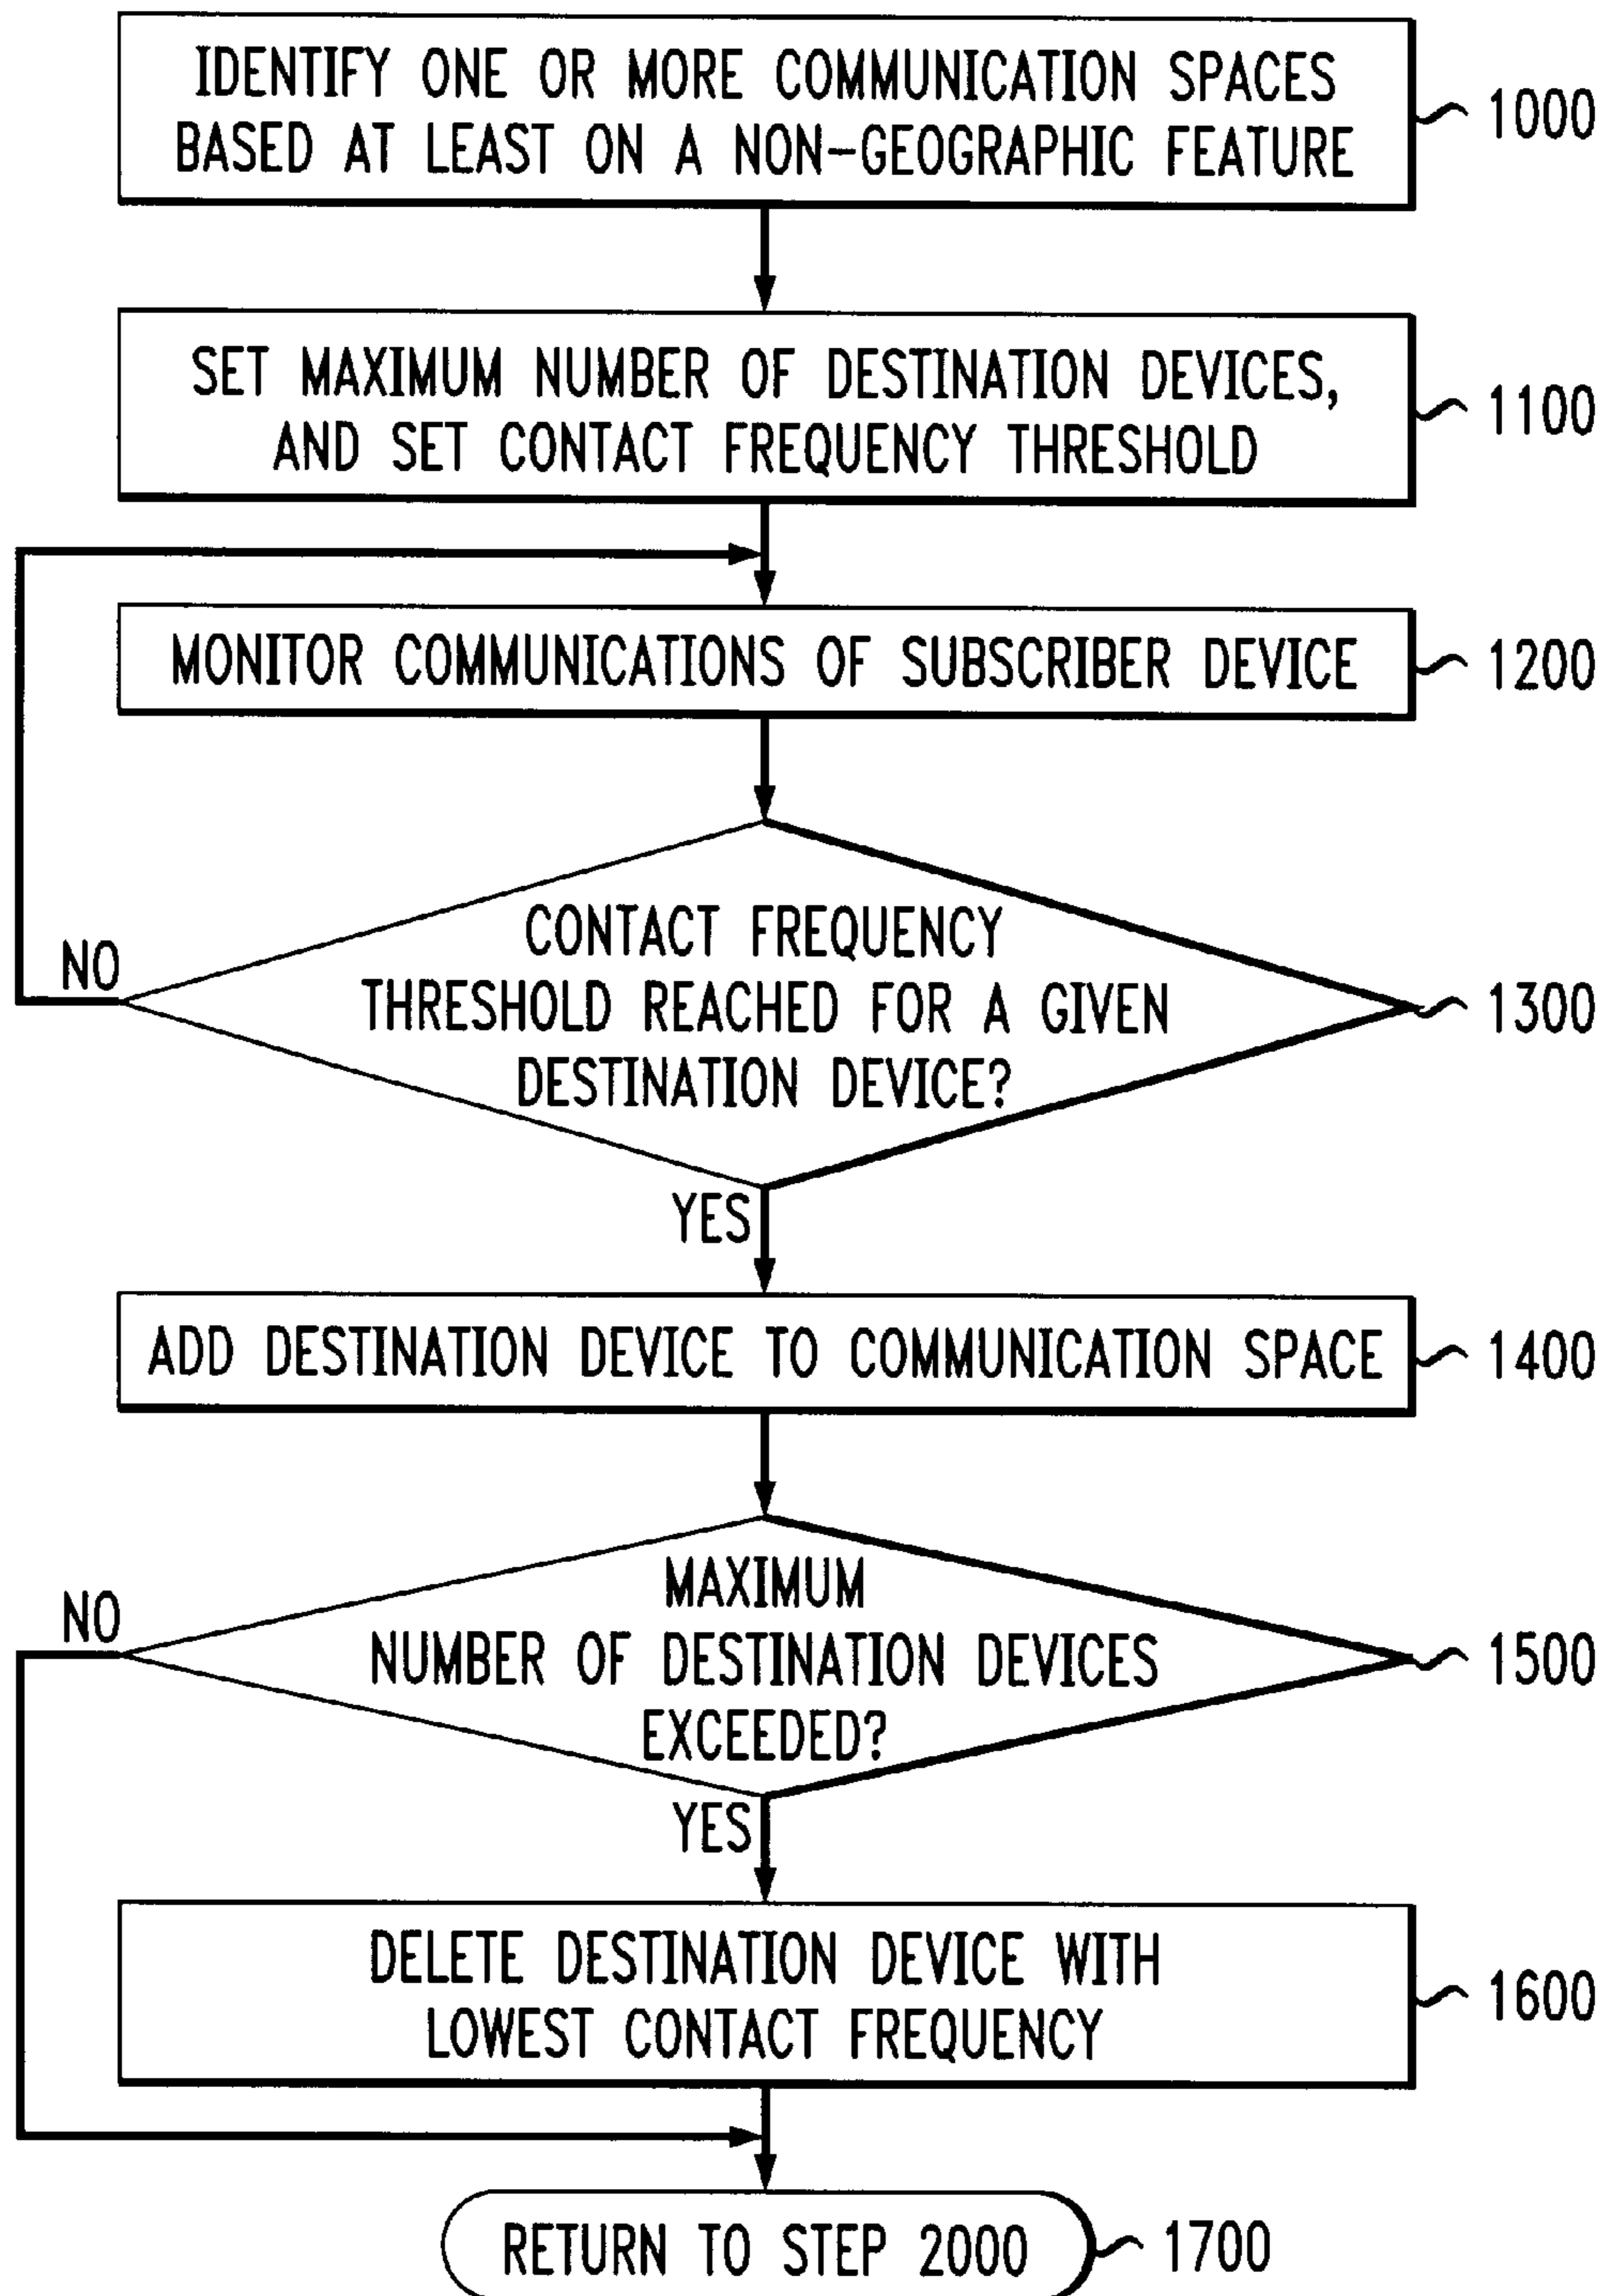 IDENTIFY ONE OR MORE COMMUNICATION SPACES
BASED AT LEAST ON A NON-GEOGRAPHIC FEATURE
1000
SET MAXIMUM NUMBER OF DESTINATION DEVICES,
AND SET CONTACT FREQUENCY THRESHOLD
1100
MONITOR COMMUNICATIONS OF SUBSCRIBER DEVICE
1200
CONTACT FREQUENCY
THRESHOLD REACHED FOR A GIVEN
DESTINATION DEVICE?
1300
NO
YES
ADD DESTINATION DEVICE TO COMMUNICATION SPACE
1400
MAXIMUM
NUMBER OF DESTINATION DEVICES
EXCEEDED?
1500
NO
YES
DELETE DESTINATION DEVICE WITH
LOWEST CONTACT FREQUENCY
1600
RETURN TO STEP 2000
1700